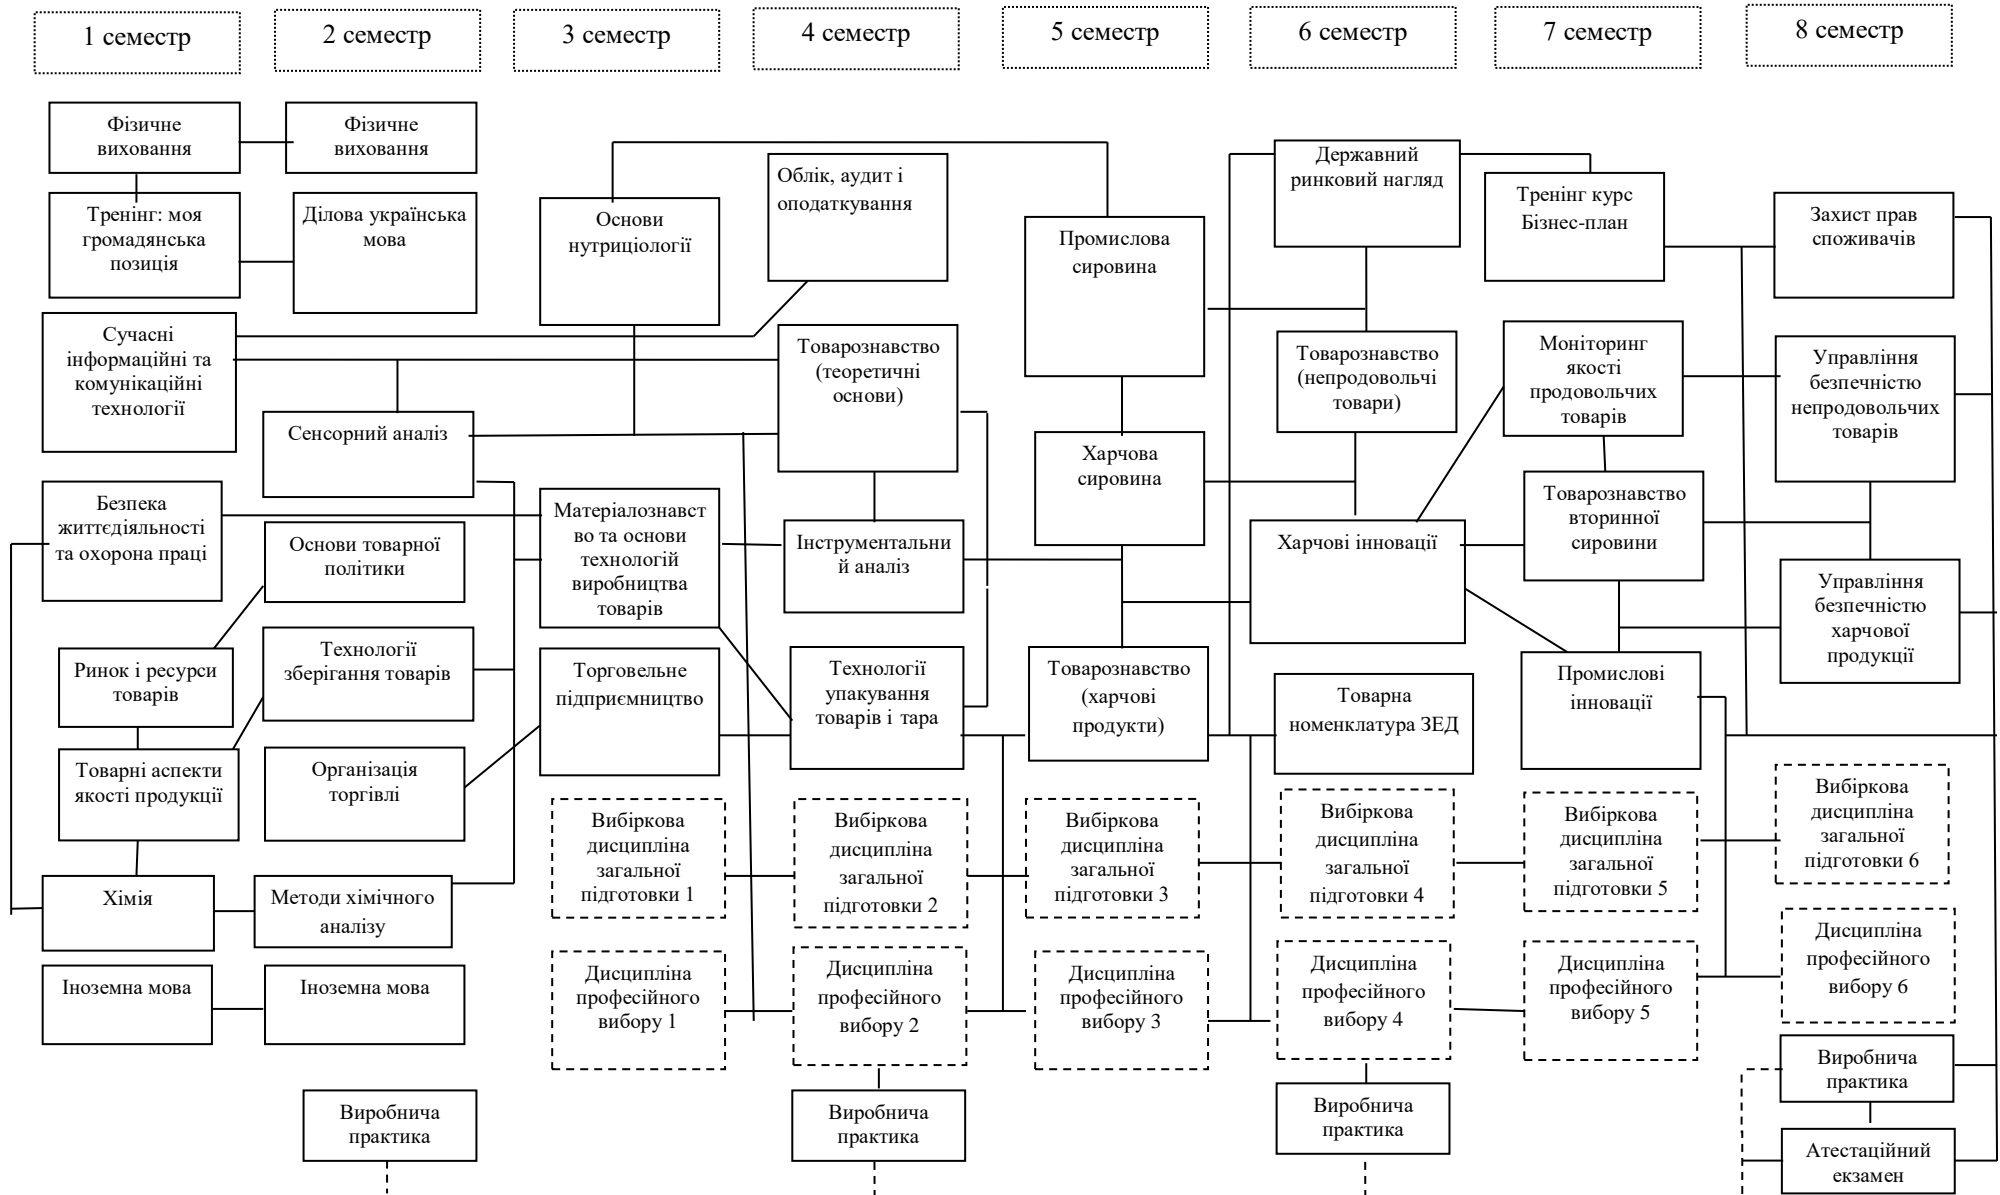 1 семестр
2 семестр
3 семестр
4 семестр
5 семестр
6 семестр
7 семестр
8 семестр
Фізичне
виховання
Тренінг: моя
громадянська
позиція
Сучасні
інформаційні та
комунікаційні
технології
Безпека
життєдіяльності
та охорона праці
Ринок і ресурси
товарів
Товарні аспекти
якості продукції
Хімія
Іноземна мова
Фізичне
виховання
Ділова українська
мова
Сенсорний аналіз
Основи товарної
політики
Технології
зберігання товарів
Організація
торгівлі
Методи хімічного
аналізу
Іноземна мова
Виробнича
практика
Основи
нутриціології
Матеріалознавст
во та основи
технологій
виробництва
товарів
Торговельне
підприємництво
Вибіркова
дисципліна
загальної
підготовки 1
Дисципліна
професійного
вибору 1
Облік, аудит і
оподаткування
Товарознавство
(теоретичні
основи)
Інструментальни
й аналіз
Технології
упакування
товарів і тара
Вибіркова
дисципліна
загальної
підготовки 2
Дисципліна
професійного
вибору 2
Виробнича
практика
Промислова
сировина
Харчова
сировина
Товарознавство
(харчові
продукти)
Вибіркова
дисципліна
загальної
підготовки 3
Дисципліна
професійного
вибору 3
Державний
ринковий нагляд
Товарознавство
(непродовольчі
товари)
Харчові інновації
Товарна
номенклатура ЗЕД
Вибіркова
дисципліна
загальної
підготовки 4
Дисципліна
професійного
вибору 4
Виробнича
практика
Тренінг курс
Бізнес-план
Моніторинг
якості
продовольчих
товарів
Товарознавство
вторинної
сировини
Промислові
інновації
Вибіркова
дисципліна
загальної
підготовки 5
Дисципліна
професійного
вибору 5
Захист прав
споживачів
Управління
безпечністю
непродовольчих
товарів
Управління
безпечністю
харчової
продукції
Вибіркова
дисципліна
загальної
підготовки 6
Дисципліна
професійного
вибору 6
Виробнича
практика
Атестаційний
екзамен